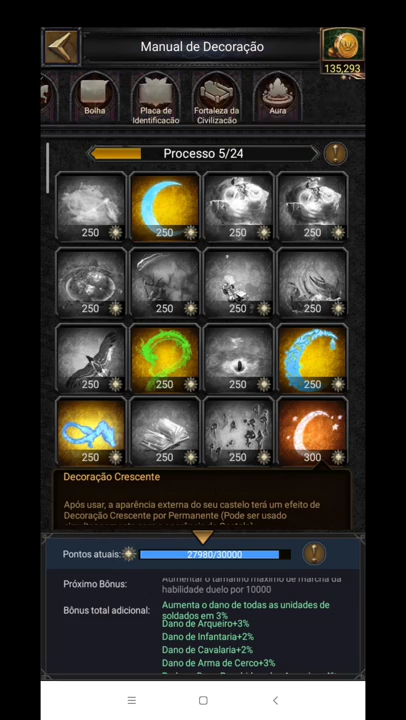 Manual de Decoração
135,293
Bolha
Placa de
Identificação
Fortaleza da
Civilização
Aura
Processo 5/24
250 250 250 250
250 250 250 250
250 250 250 250
250 250 250 300
Decoração Crescente
Após usar, a aparência externa do seu castelo terá um efeito de
Decoração Crescente por Permanente (Pode ser usado
Pontos atuais: 27980/30000
Próximo Bônus: Aumentar o tamanho máximo de marcha da
habilidade duelo por 10000
Bônus total adicional: Aumenta o dano de todas as unidades de
soldados em 3%
Dano de Arqueiro+3%
Dano de Infantaria+2%
Dano de Cavalaria+2%
Dano de Arma de Cerco+3%